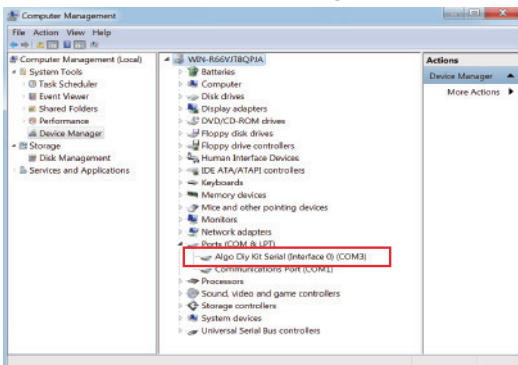 Computer Management
File Action View Help
Computer Management (Local)
System Tools
Task Scheduler
Event Viewer
Shared Folders
Performance
Device Manager
Storage
Disk Management
Services and Applications
WIN-R66VJT8QPJA
Batteries
Computer
Disk drives
Display adapters
DVD/CD-ROM drives
Floppy disk drives
Floppy drive controllers
Human Interface Devices
IDE ATA/ATAPI controllers
Keyboards
Memory devices
Mice and other pointing devices
Monitors
Network adapters
Ports (COM & LPT)
Algo Diy Kit Serial (Interface 0) (COM3)
Communications Port (COM1)
Processors
Sound, video and game controllers
Storage controllers
System devices
Universal Serial Bus controllers
Actions
Device Manager
More Actions